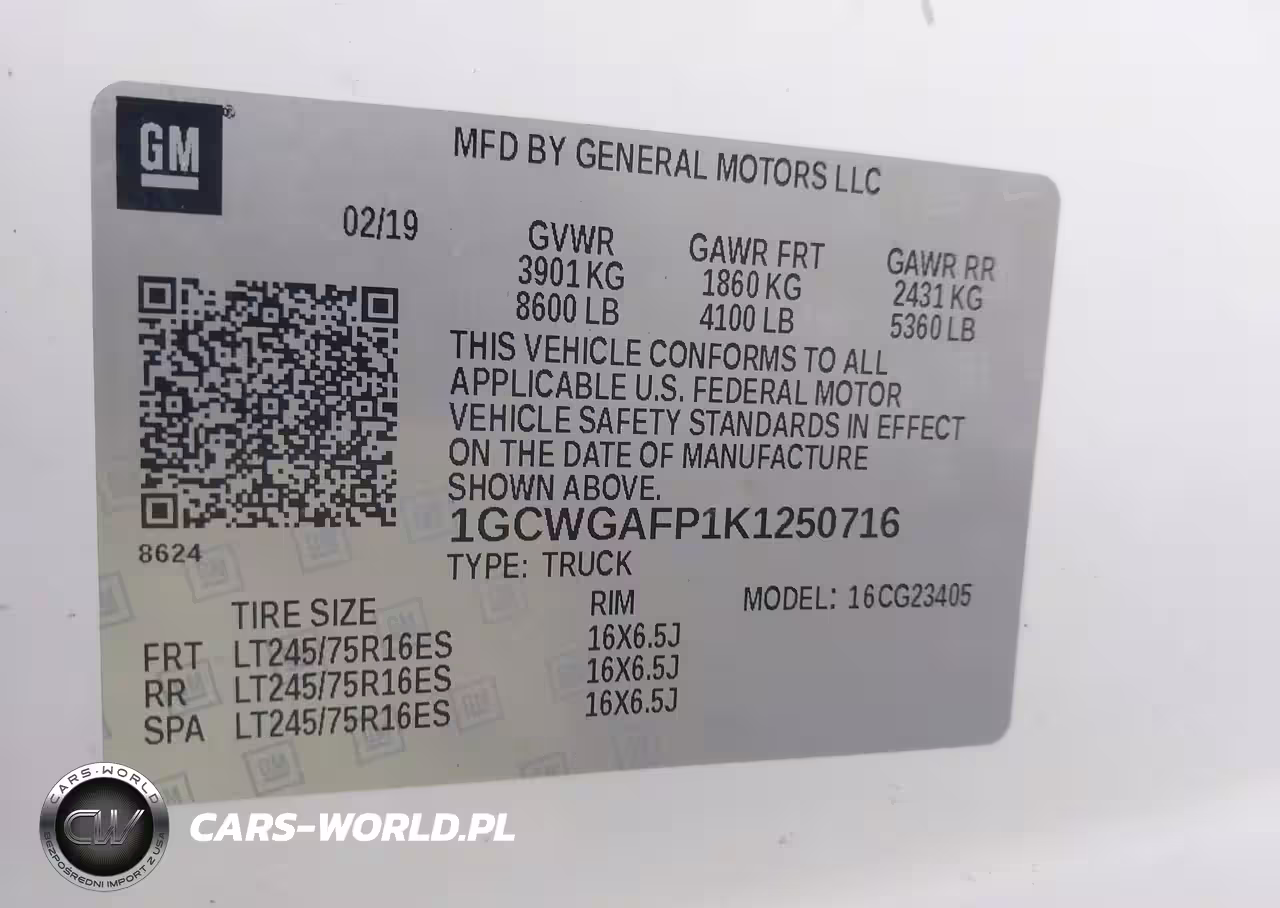 GM
MFD BY GENERAL MOTORS LLC
02/19
GVWR GAWR FRT GAWR RR
3901 KG 1860 KG 2431 KG
8600 LB 4100 LB 5360 LB
THIS VEHICLE CONFORMS TO ALL
APPLICABLE U.S. FEDERAL MOTOR
VEHICLE SAFETY STANDARDS IN EFFECT
ON THE DATE OF MANUFACTURE
SHOWN ABOVE.
1GCWGAFP1K1250716
8624
TYPE: TRUCK
MODEL: 16CG23405
TIRE SIZE RIM
FRT LT245/75R16ES 16X6.5J
RR LT245/75R16ES 16X6.5J
SPA LT245/75R16ES 16X6.5J
CARS-WORLD
CW
BEZPOŚREDNI IMPORT Z USA
CARS-WORLD.PL